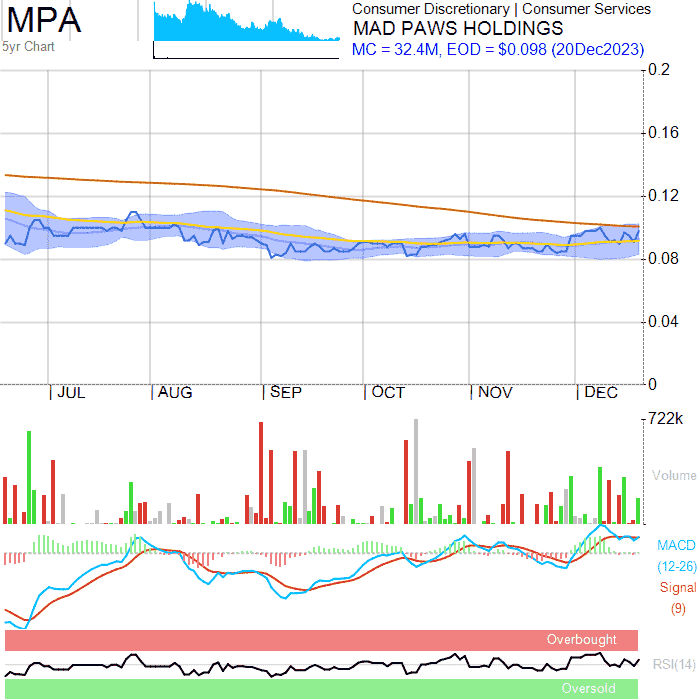 MPA
5yr Chart
Consumer Discretionary | Consumer Services
MAD PAWS HOLDINGS
MC = 32.4M, EOD = $0.098 (20Dec2023)
0.2
0.16
0.12
0.08
0.04
0
| JUL | AUG | SEP | OCT | NOV | DEC
722k
Volume
MACD
(12-26)
Signal
(9)
Overbought
RSI(14)
Oversold